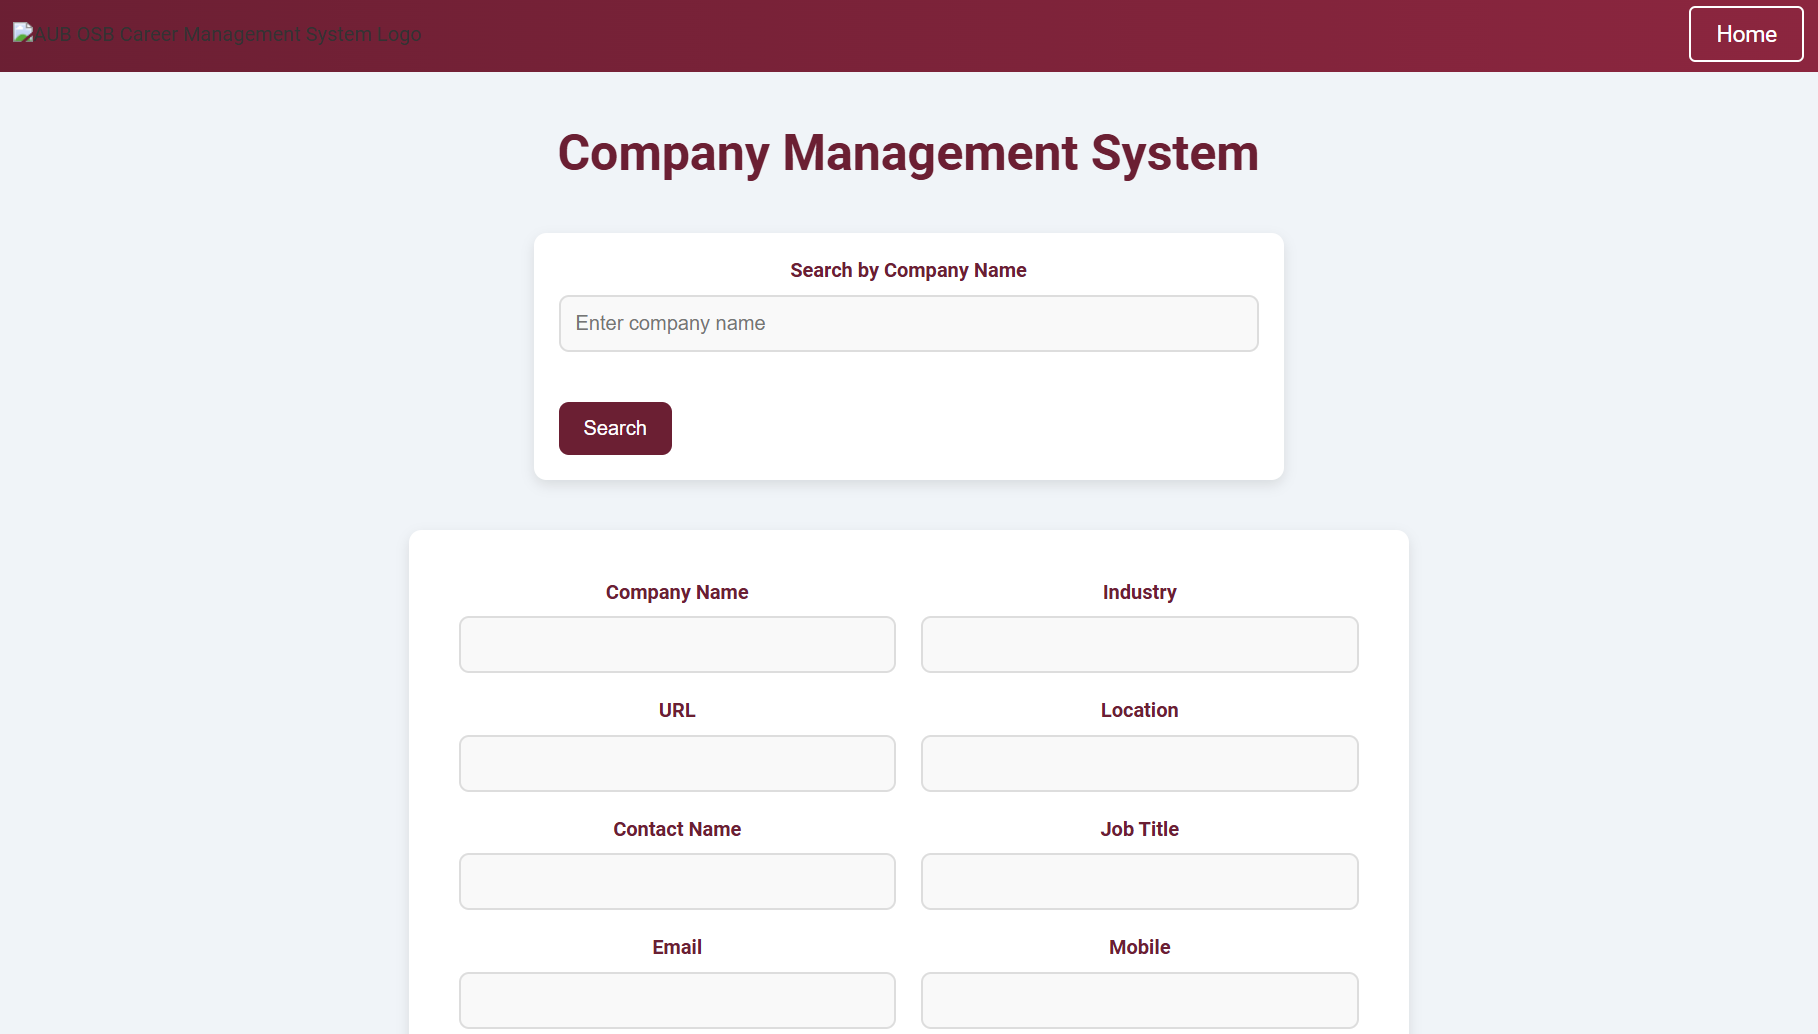 AUB OSB Career Management System Logo
Home
Company Management System
Search by Company Name
Enter company name
Search
Company Name
Industry
URL
Location
Contact Name
Job Title
Email
Mobile